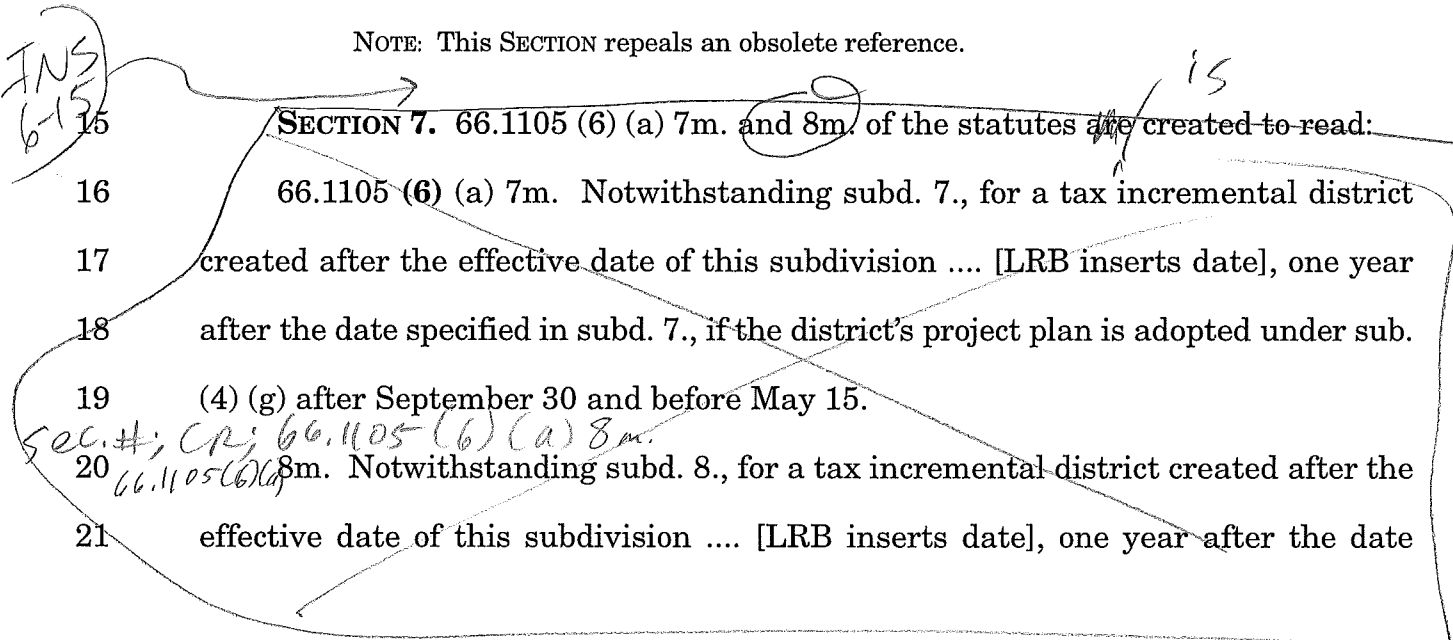 NOTE: This SECTION repeals an obsolete reference.
INS
6-15
is
15 SECTION 7. 66.1105 (6) (a) 7m. and 8m. of the statutes are created to read:
16 66.1105 (6) (a) 7m. Notwithstanding subd. 7., for a tax incremental district
17 created after the effective date of this subdivision .... [LRB inserts date], one year
18 after the date specified in subd. 7., if the district's project plan is adopted under sub.
19 (4) (g) after September 30 and before May 15.
Sec.#; CR; 66.1105 (6) (a) 8m.
20 66.1105(6)(a) 8m. Notwithstanding subd. 8., for a tax incremental district created after the
21 effective date of this subdivision .... [LRB inserts date], one year after the date